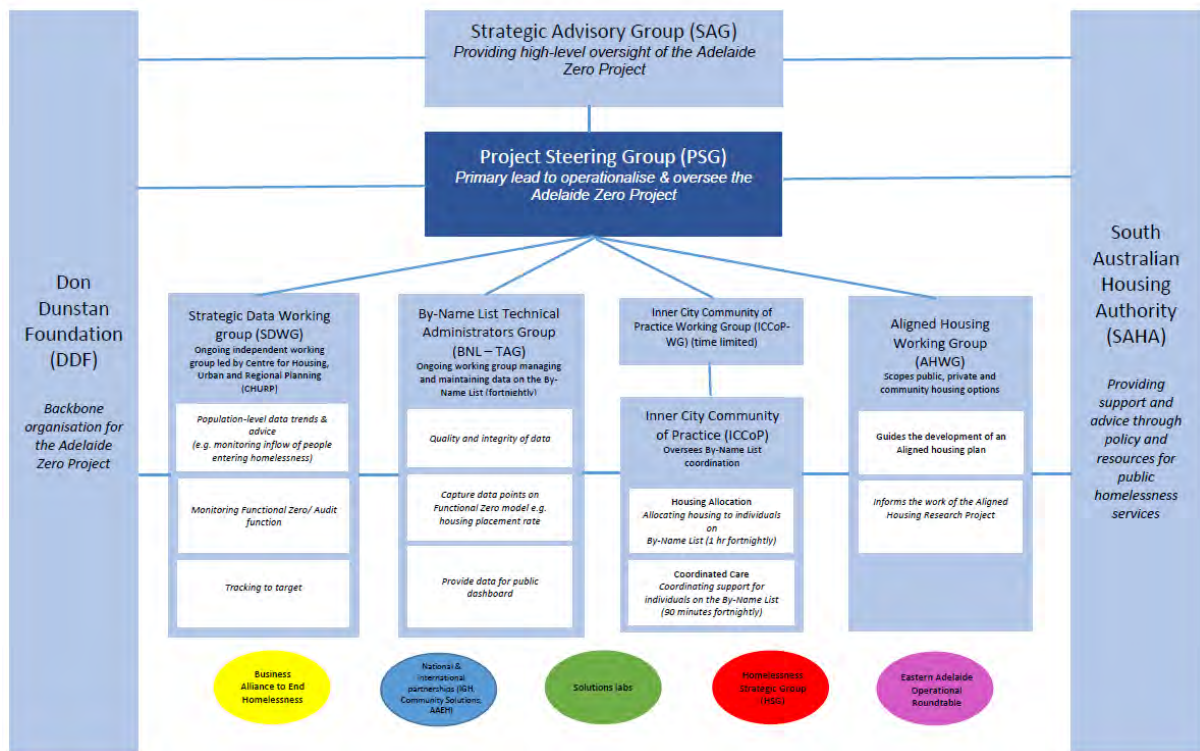 Strategic Advisory Group (SAG)
Providing high-level oversight of the Adelaide
Zero Project
Project Steering Group (PSG)
Primary lead to operationalise & oversee the
Adelaide Zero Project
Don
Dunstan
Foundation
(DDF)
Backbone
organisation for
the Adelaide
Zero Project
South
Australian
Housing
Authority
(SAHA)
Providing
support and
advice through
policy and
resources for
public
homelessness
services
Strategic Data Working
group (SDWG)
Ongoing independent working
group led by Centre for Housing,
Urban and Regional Planning
(CHURP)
Population-level data trends &
advice
(e.g. monitoring inflow of people
entering homelessness)
Monitoring Functional Zero/ Audit
function
Tracking to target
By-Name List Technical
Administrators Group
(BNL – TAG)
Ongoing working group managing
and maintaining data on the By-
Name List (fortnightly)
Quality and integrity of data
Capture data points on
Functional Zero model e.g.
housing placement rate
Provide data for public
dashboard
Inner City Community of
Practice Working Group (ICCoP-
WG) (time limited)
Inner City Community
of Practice (ICCoP)
Oversees By-Name List
coordination
Housing Allocation
Allocating housing to individuals
on
By-Name List (1 hr fortnightly)
Coordinated Care
Coordinating support for
individuals on the By-Name List
(90 minutes fortnightly)
Aligned Housing
Working Group
(AHWG)
Scopes public, private and
community housing options
Guides the development of an
Aligned housing plan
Informs the work of the Aligned
Housing Research Project
Business
Alliance to End
Homelessness
National &
international
partnerships (IGH,
Community Solutions,
AAEH)
Solutions labs
Homelessness
Strategic Group
(HSG)
Eastern Adelaide
Operational
Roundtable